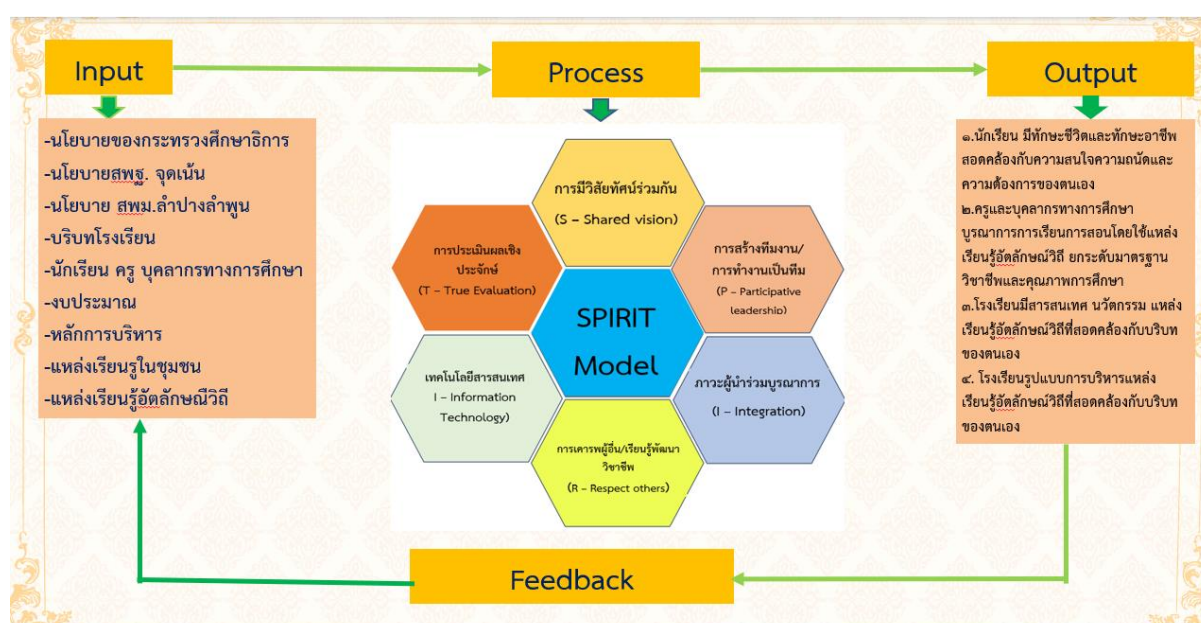 Input
Process
Output
-นโยบายของกระทรวงศึกษาธิการ
-นโยบายสพฐ. จุดเน้น
-นโยบาย สพม.ลำปางลำพูน
-บริบทโรงเรียน
-นักเรียน ครู บุคลากรทางการศึกษา
-งบประมาณ
-หลักการบริหาร
-แหล่งเรียนรูในชุมชน
-แหล่งเรียนรู้อัตลักษณ์วิถี
การมีวิสัยทัศน์ร่วมกัน
(S – Shared vision)
การสร้างทีมงาน/
การทำงานเป็นทีม
(P – Participative
leadership)
ภาวะผู้นำร่วมบูรณาการ
(I – Integration)
การเคารพผู้อื่น/เรียนรู้พัฒนา
วิชาชีพ
(R – Respect others)
เทคโนโลยีสารสนเทศ
I – Information
Technology)
การประเมินผลเชิง
ประจักษ์
(T – True Evaluation)
SPIRIT
Model
๑.นักเรียน มีทักษะชีวิตและทักษะอาชีพ
สอดคล้องกับความสนใจความถนัดและ
ความต้องการของตนเอง
๒.ครูและบุคลากรทางการศึกษา
บูรณาการการเรียนการสอนโดยใช้แหล่ง
เรียนรู้อัตลักษณ์วิถี ยกระดับมาตรฐาน
วิชาชีพและคุณภาพการศึกษา
๓.โรงเรียนมีสารสนเทศ นวัตกรรม แหล่ง
เรียนรู้อัตลักษณ์วิถีที่สอดคล้องกับบริบท
ของตนเอง
๔. โรงเรียนรูปแบบการบริหารแหล่ง
เรียนรู้อัตลักษณ์วิถีที่สอดคล้องกับบริบท
ของตนเอง
Feedback